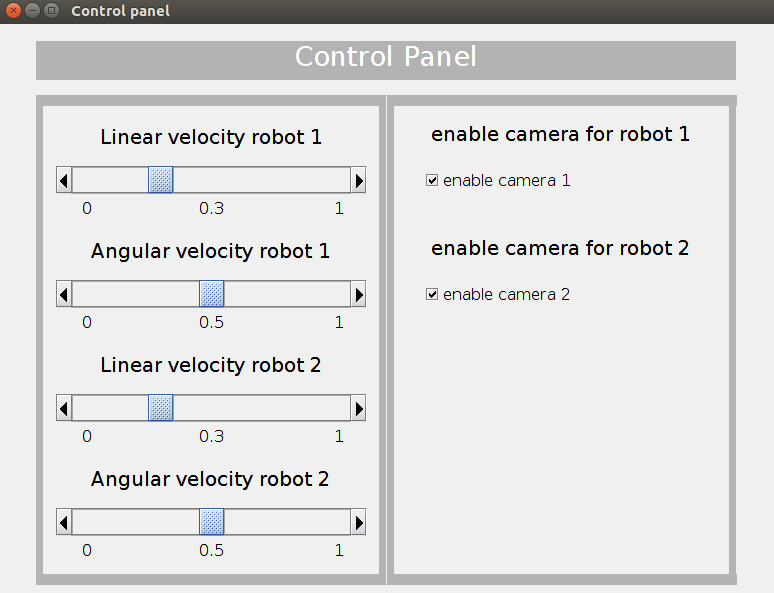 Control panel
Control Panel
Linear velocity robot 1
0 0.3 1
Angular velocity robot 1
0 0.5 1
Linear velocity robot 2
0 0.3 1
Angular velocity robot 2
0 0.5 1
enable camera for robot 1
enable camera 1
enable camera for robot 2
enable camera 2